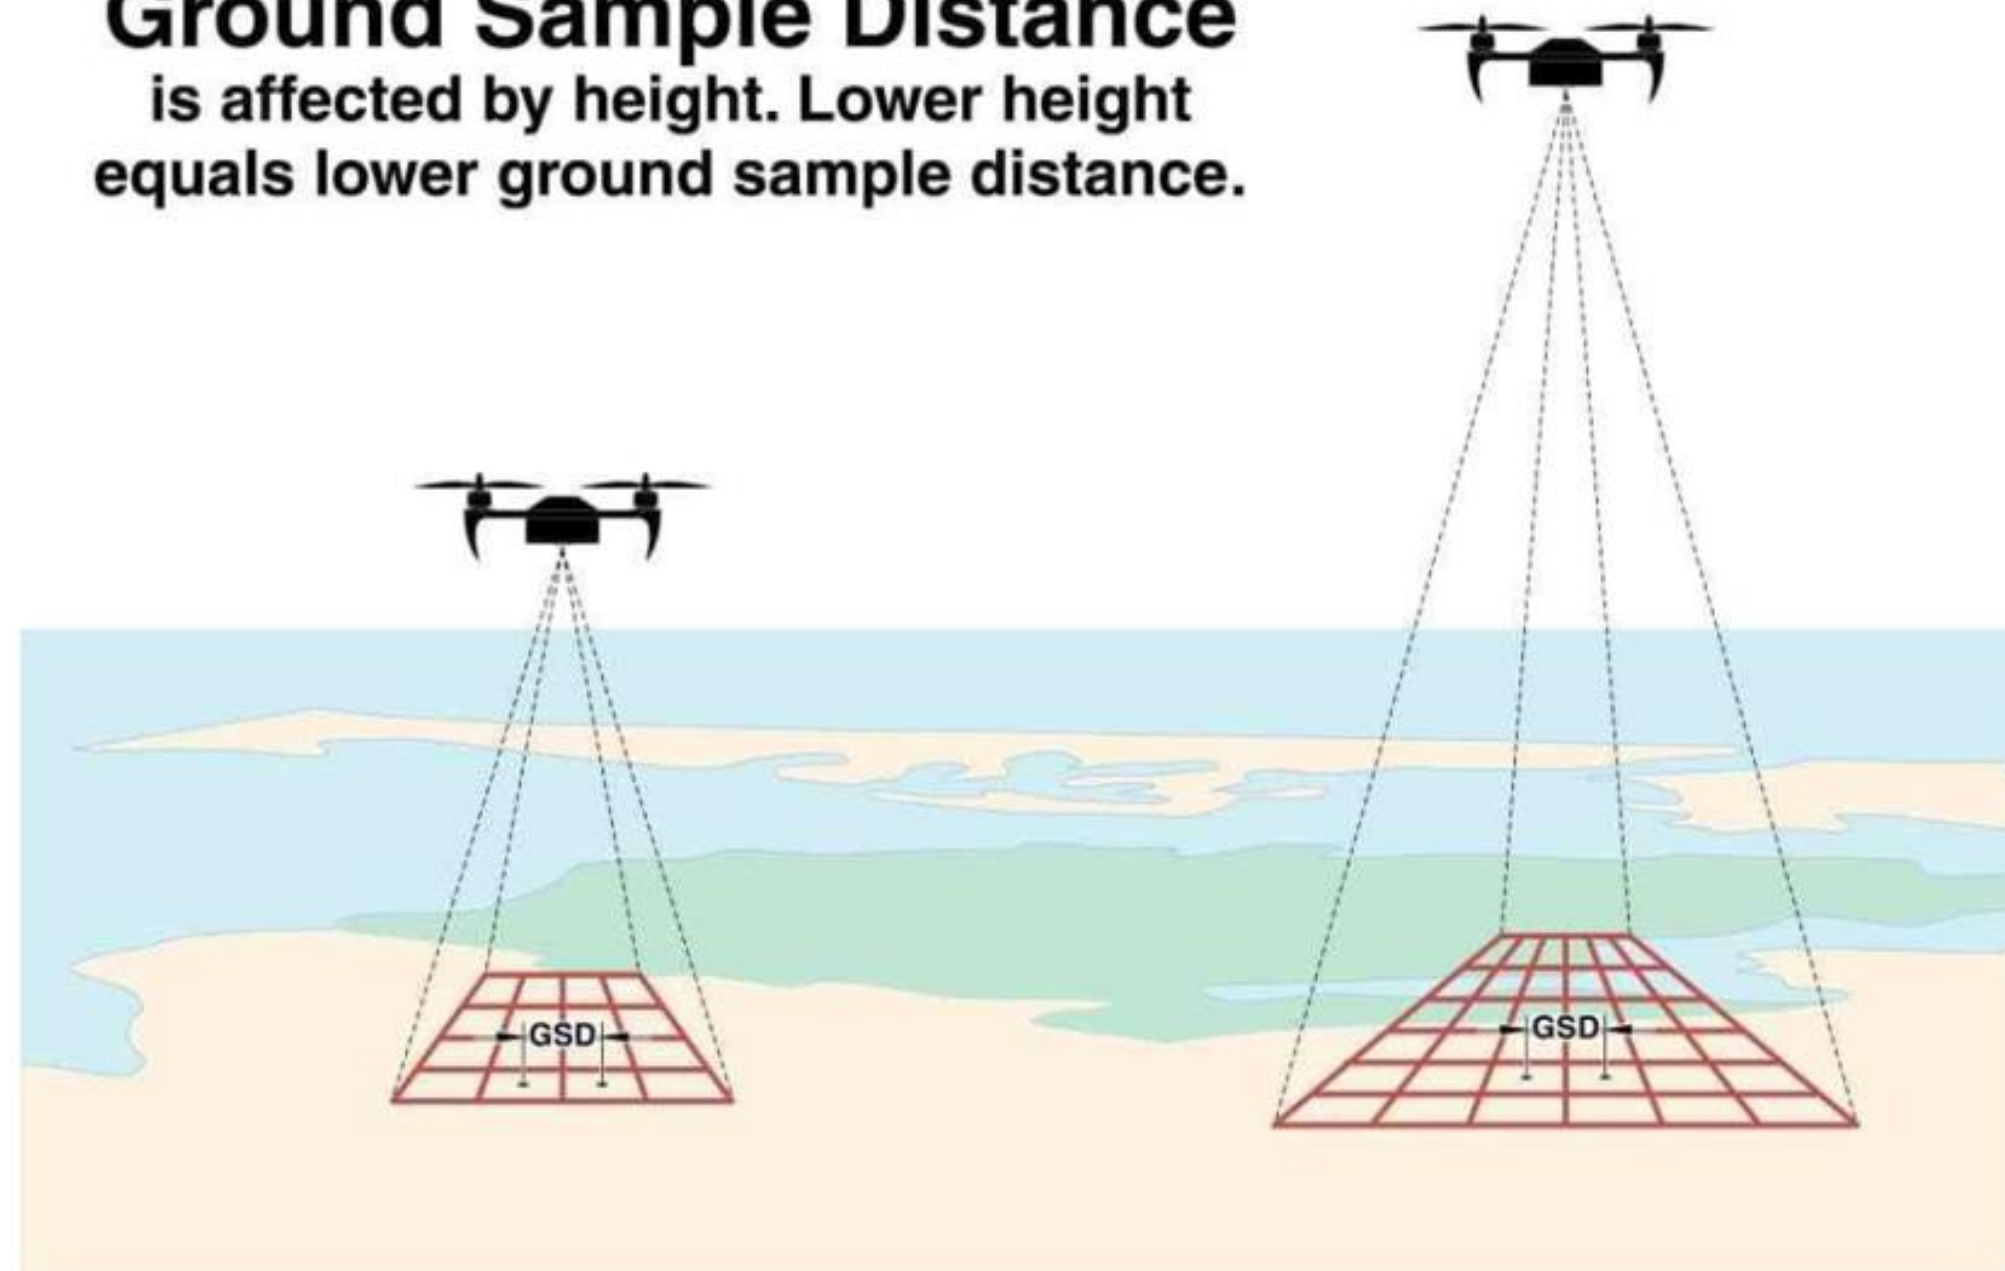 Ground Sample Distance
is affected by height. Lower height
equals lower ground sample distance.
GSD
GSD